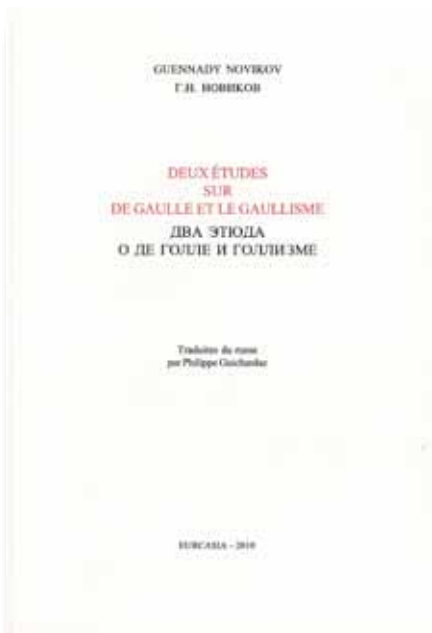 GUENNADY NOVIKOV
Г.Н. НОВИКОВ
DEUX ÉTUDES
SUR
DE GAULLE ET LE GAULLISME
ДВА ЭТЮДА
О ДЕ ГОЛЛЕ И ГОЛЛИЗМЕ
Traduites du russe
par Philippe
EURCASIA - 2010